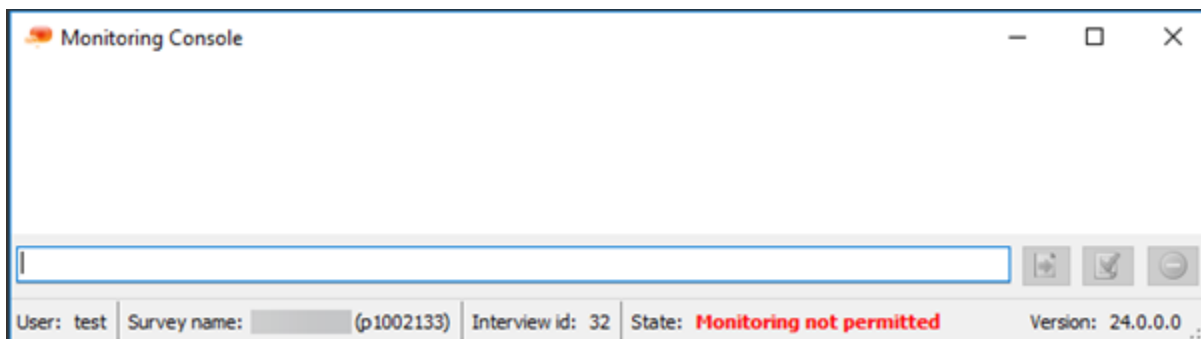 Monitoring Console
User: test Survey name: (p1002133) Interview id: 32 State: Monitoring not permitted Version: 24.0.0.0